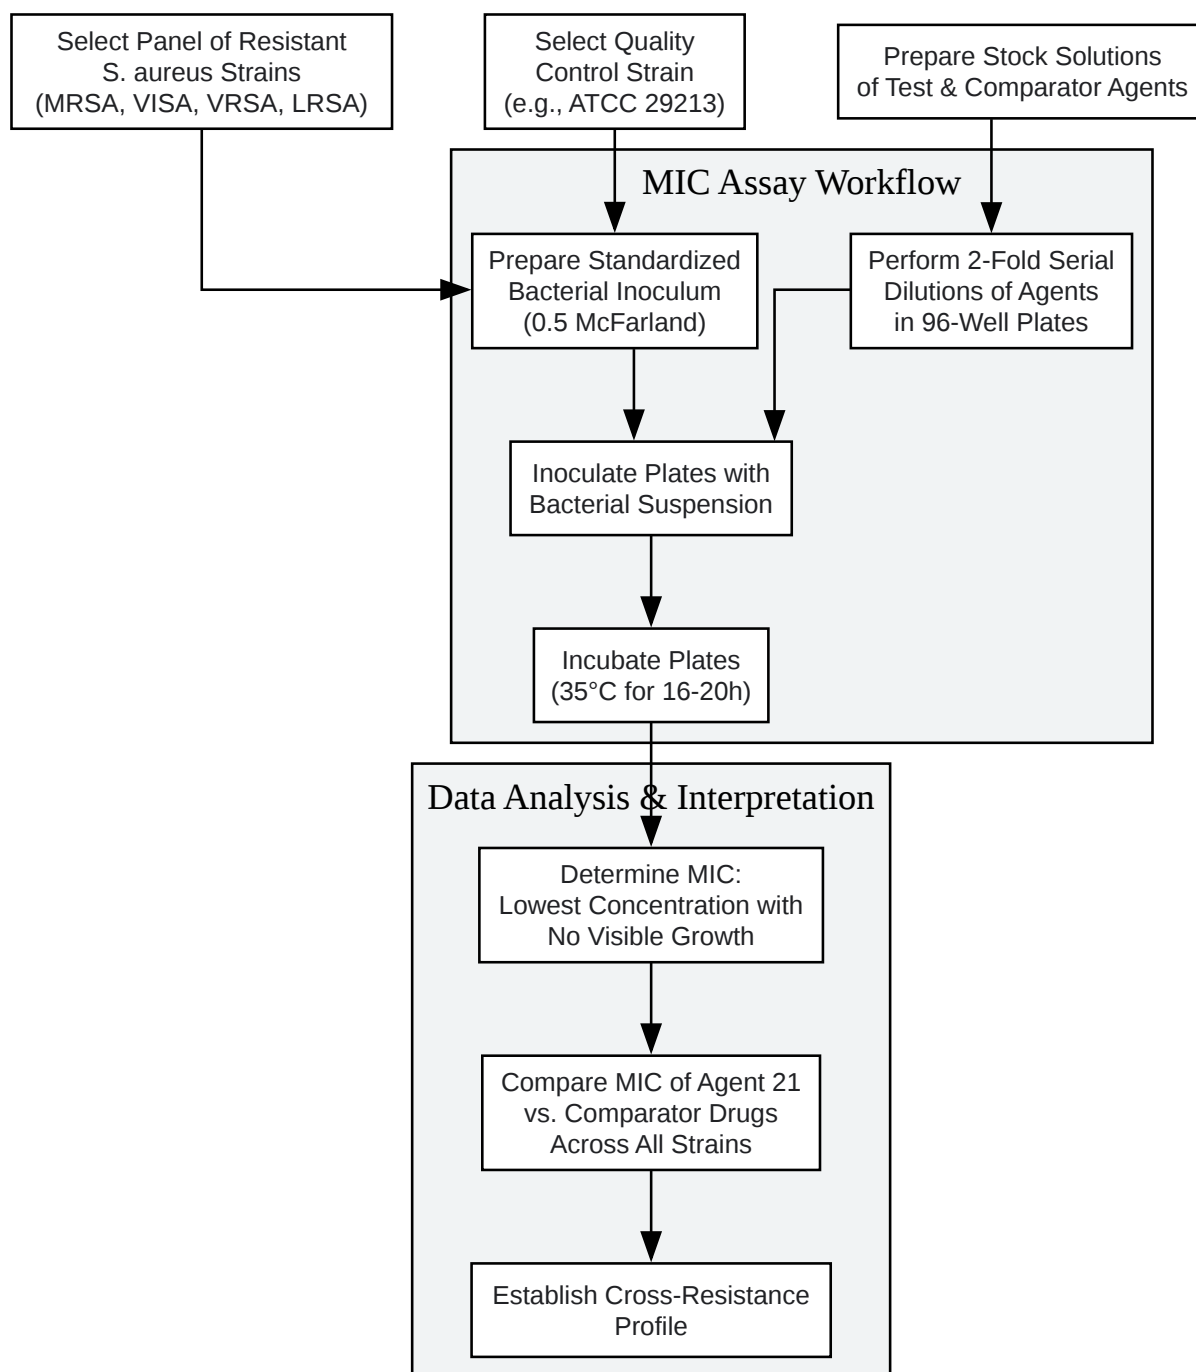 Select Panel of Resistant
S. aureus Strains
(MRSA, VISA, VRSA, LRSA)
Select Quality
Control Strain
(e.g., ATCC 29213)
Prepare Stock Solutions
of Test & Comparator Agents
MIC Assay Workflow
Prepare Standardized
Bacterial Inoculum
(0.5 McFarland)
Perform 2-Fold Serial
Dilutions of Agents
in 96-Well Plates
Inoculate Plates with
Bacterial Suspension
Incubate Plates
(35°C for 16-20h)
Data Analysis & Interpretation
Determine MIC:
Lowest Concentration with
No Visible Growth
Compare MIC of Agent 21
vs. Comparator Drugs
Across All Strains
Establish Cross-Resistance
Profile